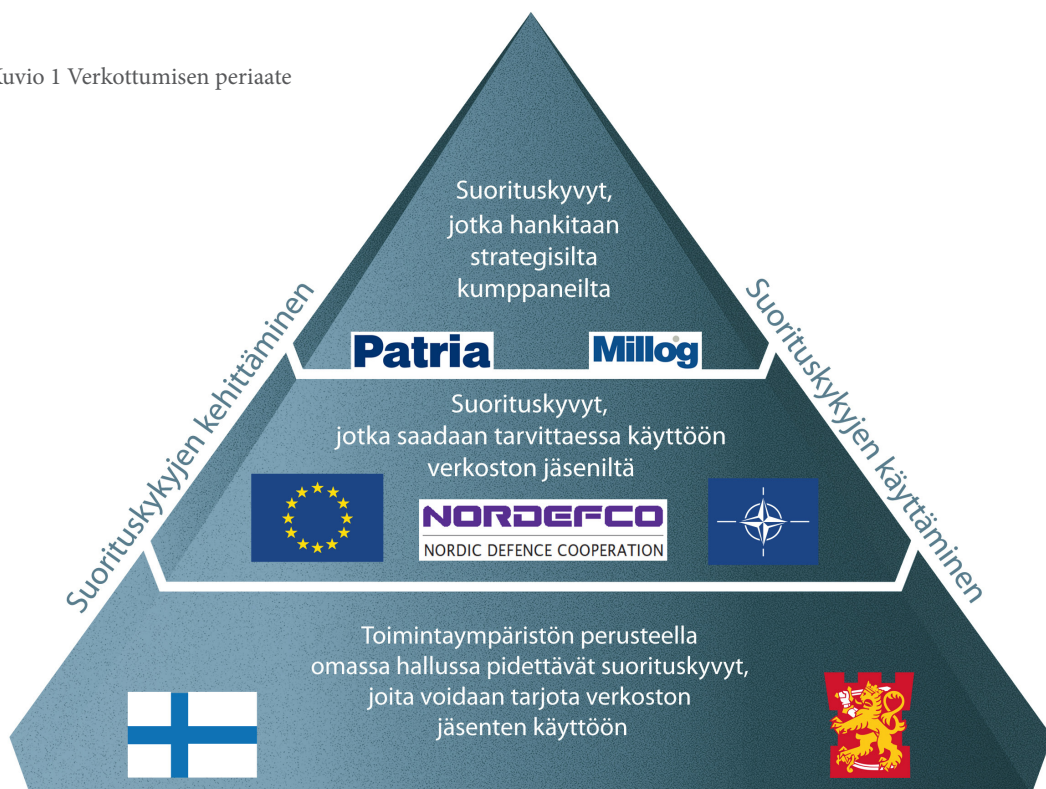 Kuvio 1 Verkottumisen periaate
Suorituskyvyt,
jotka hankitaan
strategisilta
kumppaneilta
Patria
Millog
Suorituskykyjen kehittäminen
Suorituskykyjen käyttäminen
Suorituskyvyt,
jotka saadaan tarvittaessa käyttöön
verkoston jäseniltä
NORDEFCO
NORDIC DEFENCE COOPERATION
Toimintaympäristön perusteella
omassa hallussa pidettävät suorituskyvyt,
joita voidaan tarjota verkoston
jäsenten käyttöön